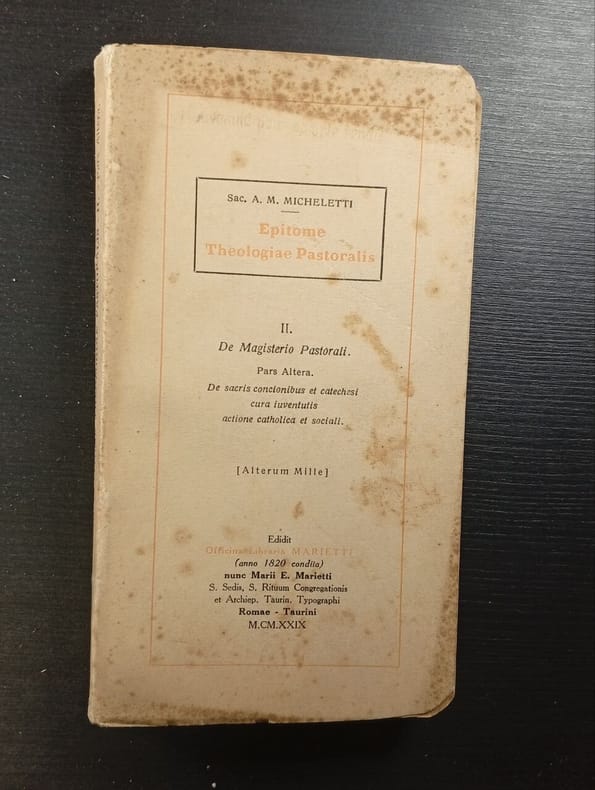 Sac. A. M. MICHELETTI
Epitome
Theologiae Pastoralis
II.
De Magisterio Pastorali.
Pars Altera.
De sacris concionibus et catechesi
cura iuventutis
actione catholica et sociali.
[Alterum Mille]
Edidit
Officina Libraria MARIETTI
(anno 1820 condita)
nunc Marii E. Marietti
S. Sedis, S. Rituum Congregationis
et Archiep. Taurin. Typographi
Romae - Taurini
M.CM.XXIX